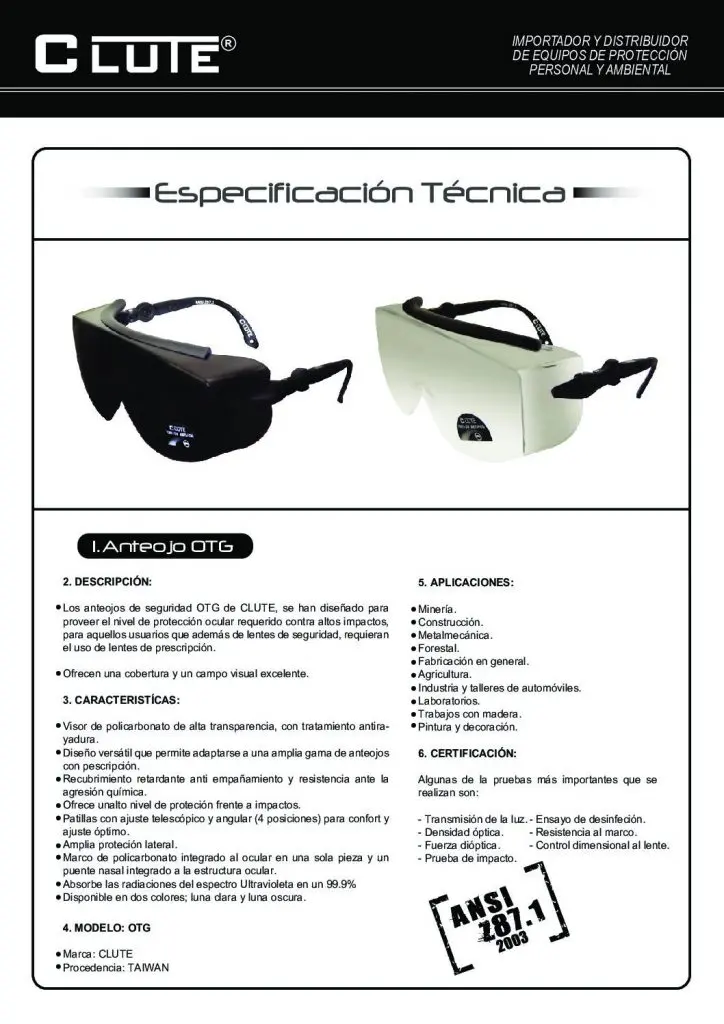 CLUTE®
IMPORTADOR Y DISTRIBUIDOR
DE EQUIPOS DE PROTECCIÓN
PERSONAL Y AMBIENTAL
Especificación Técnica
CLUTE
CLUTE
CLUTE
CLUTE
1. Anteojo OTG
2. DESCRIPCIÓN:
●Los anteojos de seguridad OTG de CLUTE, se han diseñado para
proveer el nivel de protección ocular requerido contra altos impactos,
para aquellos usuarios que además de lentes de seguridad, requieran
el uso de lentes de prescripción.
●Ofrecen una cobertura y un campo visual excelente.
3. CARACTERISTÍCAS:
●Visor de policarbonato de alta transparencia, con tratamiento antira-
yadura.
●Diseño versátil que permite adaptarse a una amplia gama de anteojos
con pescripción.
●Recubrimiento retardante anti empañamiento y resistencia ante la
agresión química.
●Ofrece unalto nivel de proteción frente a impactos.
●Patillas con ajuste telescópico y angular (4 posiciones) para confort y
ajuste óptimo.
●Amplia proteción lateral.
●Marco de policarbonato integrado al ocular en una sola pieza y un
puente nasal integrado a la estructura ocular.
●Absorbe las radiaciones del espectro Ultravioleta en un 99.9%
●Disponible en dos colores; luna clara y luna oscura.
4. MODELO: OTG
●Marca: CLUTE
●Procedencia: TAIWAN
5. APLICACIONES:
●Minería.
●Construcción.
●Metalmecánica.
●Forestal.
●Fabricación en general.
●Agricultura.
●Industria y talleres de automóviles.
●Laboratorios.
●Trabajos con madera.
●Pintura y decoración.
6. CERTIFICACIÓN:
Algunas de la pruebas más importantes que se
realizan son:
- Transmisión de la luz. - Ensayo de desinfeción.
- Densidad óptica. - Resistencia al marco.
- Fuerza dióptica. - Control dimensional al lente.
- Prueba de impacto.
ANSI
Z87.1
2003